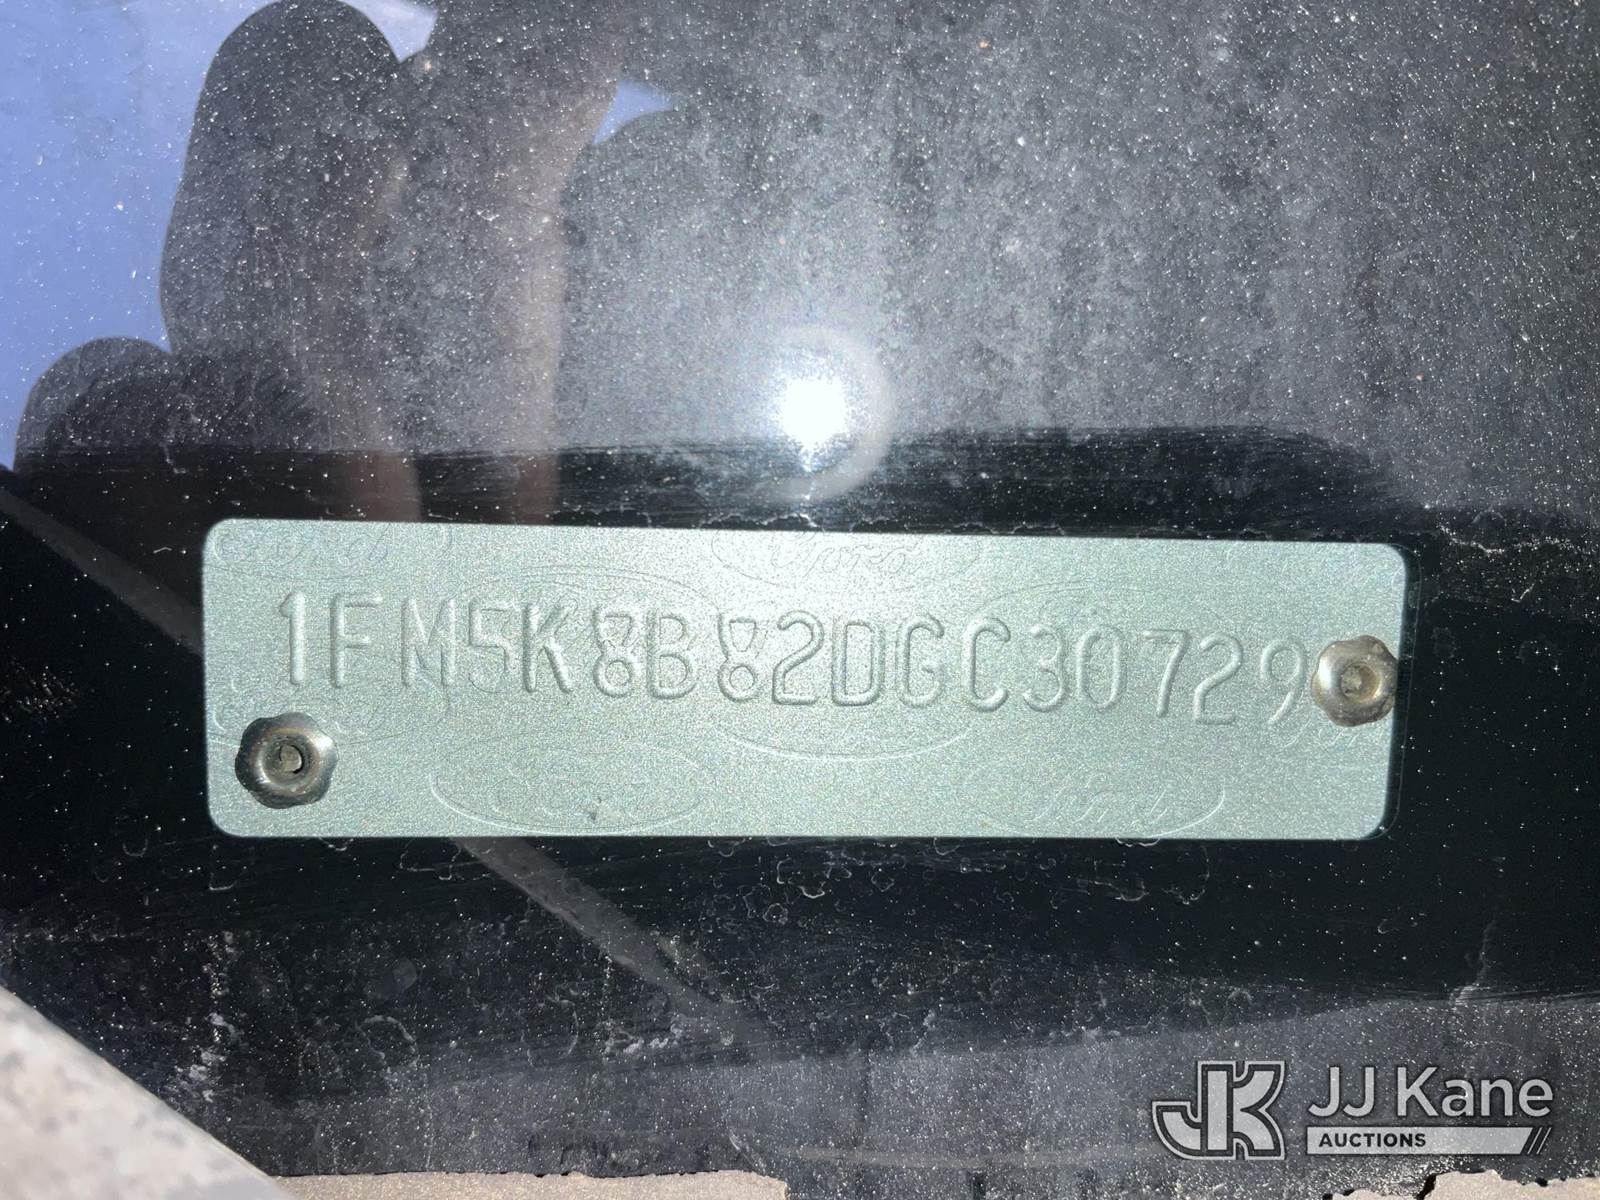 1FM5K8B82DGC30729
JK JJ Kane
AUCTIONS